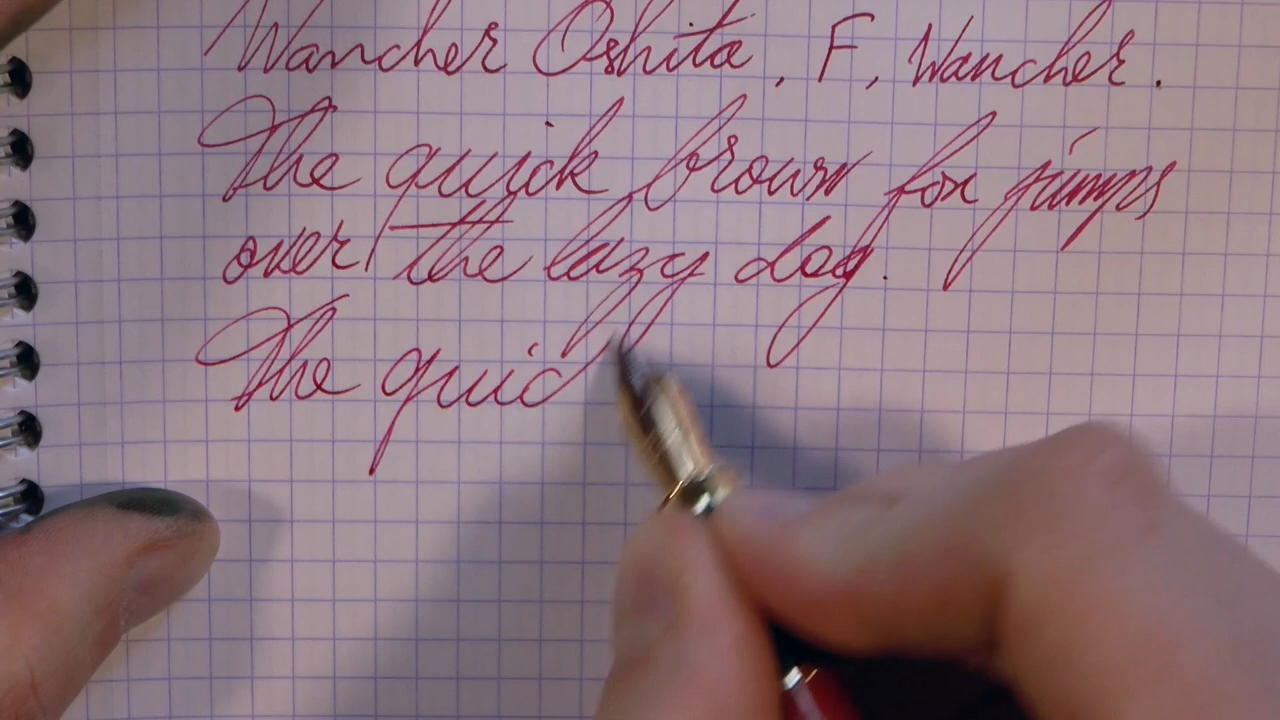 Wancher Oshita, F, Wancher.
The quick brown fox jumps
over the lazy dog.
The quic